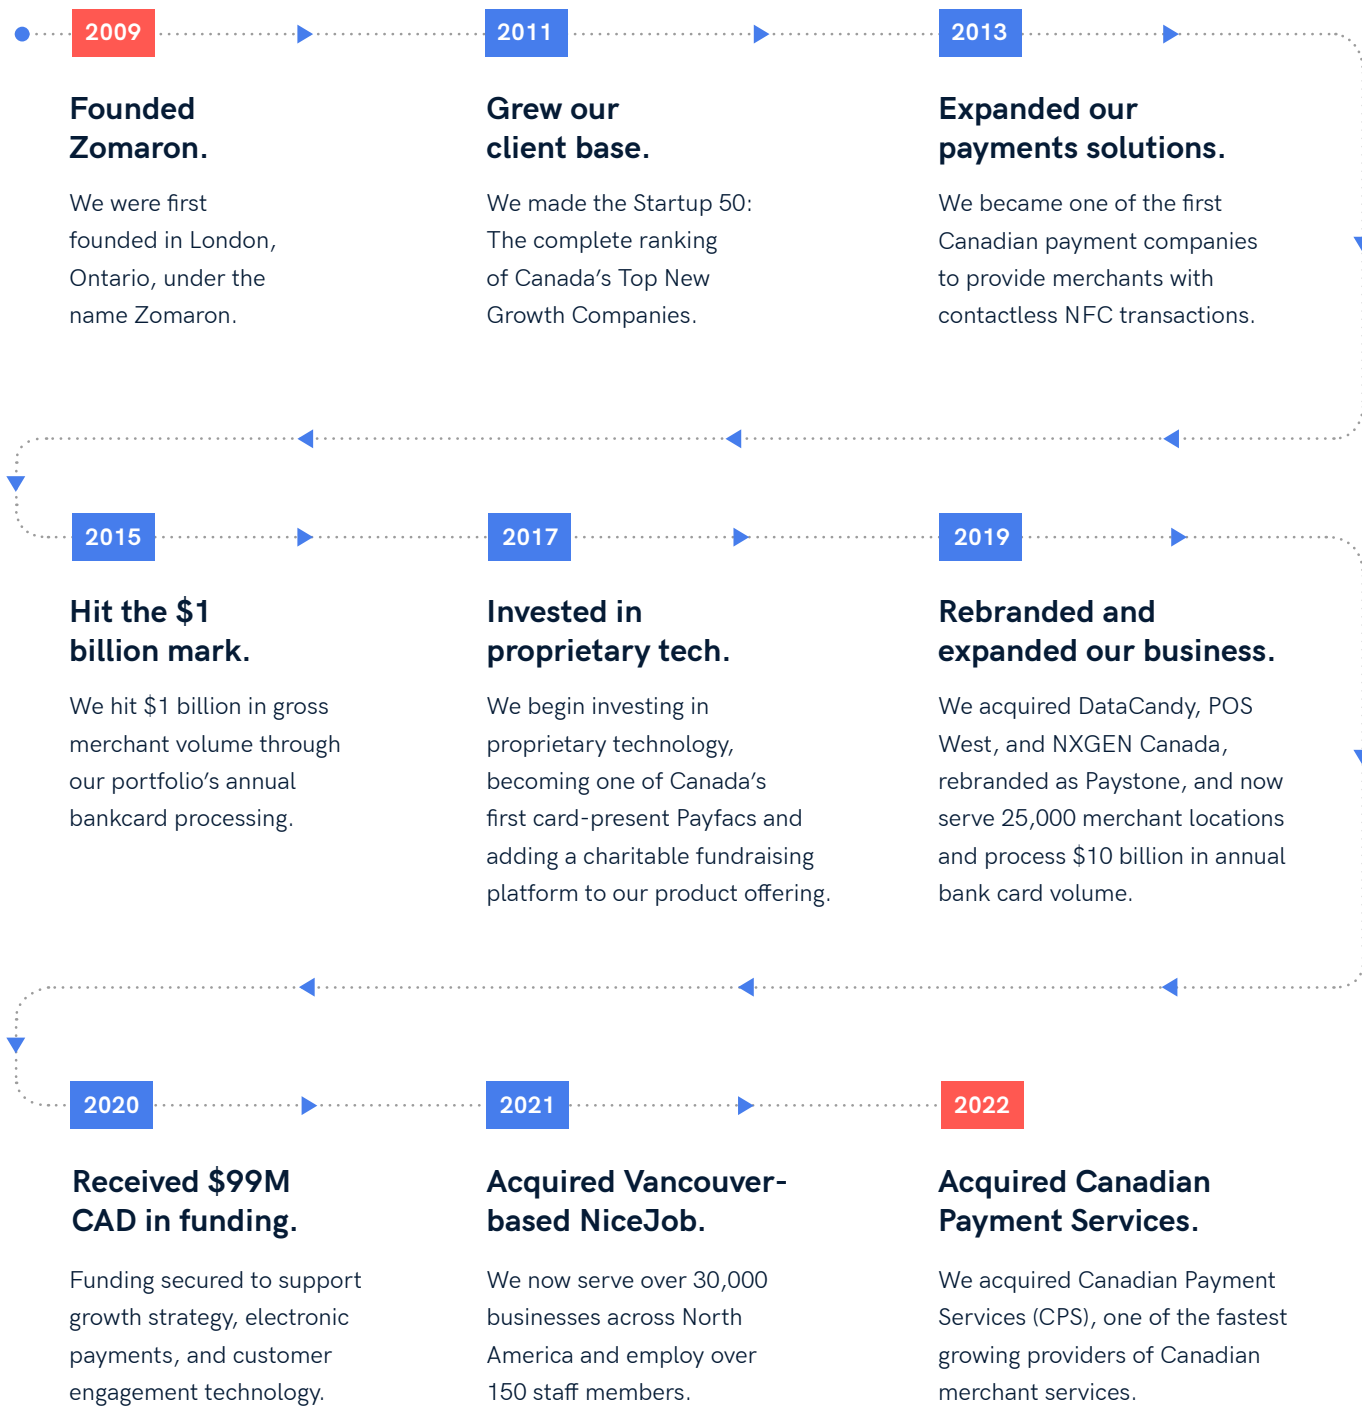 2009
Founded
Zomaron.
We were first
founded in London,
Ontario, under the
name Zomaron.
2011
Grew our
client base.
We made the Startup 50:
The complete ranking
of Canada’s Top New
Growth Companies.
2013
Expanded our
payments solutions.
We became one of the first
Canadian payment companies
to provide merchants with
contactless NFC transactions.
2015
Hit the $1
billion mark.
We hit $1 billion in gross
merchant volume through
our portfolio’s annual
bankcard processing.
2017
Invested in
proprietary tech.
We begin investing in
proprietary technology,
becoming one of Canada’s
first card-present Payfacs and
adding a charitable fundraising
platform to our product offering.
2019
Rebranded and
expanded our business.
We acquired DataCandy, POS
West, and NXGEN Canada,
rebranded as Paystone, and now
serve 25,000 merchant locations
and process $10 billion in annual
bank card volume.
2020
Received $99M
CAD in funding.
Funding secured to support
growth strategy, electronic
payments, and customer
engagement technology.
2021
Acquired Vancouver-
based NiceJob.
We now serve over 30,000
businesses across North
America and employ over
150 staff members.
2022
Acquired Canadian
Payment Services.
We acquired Canadian Payment
Services (CPS), one of the fastest
growing providers of Canadian
merchant services.